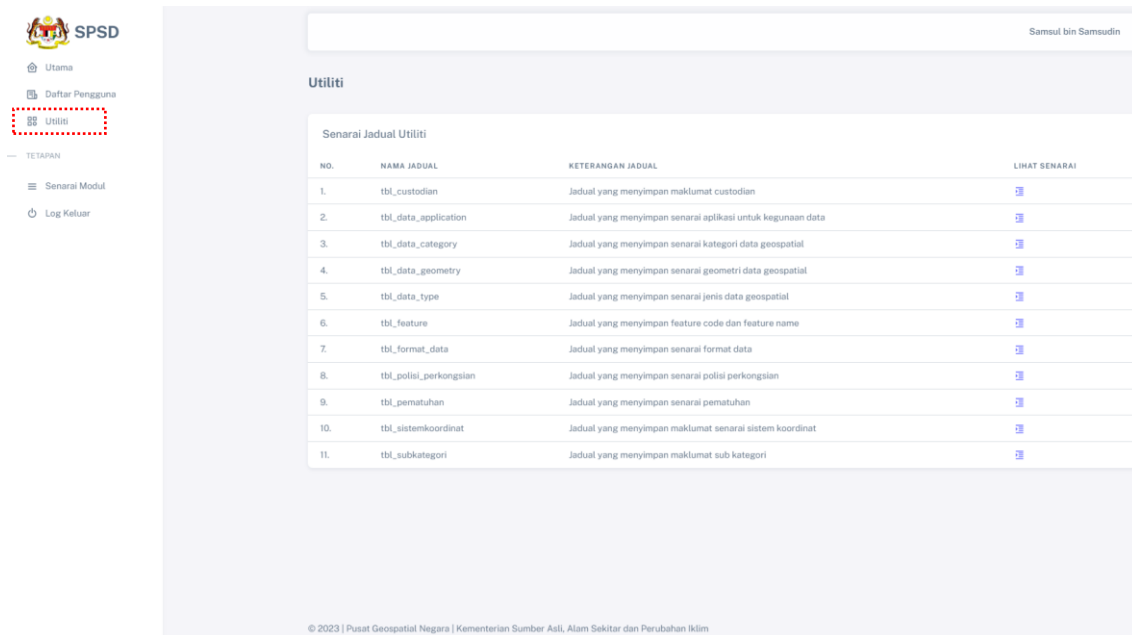 SPSD
Utama
Daftar Pengguna
Utiliti
TETAPAN
Senarai Modul
Log Keluar
Samsul bin Samsudin
Utiliti
Senarai Jadual Utiliti
NO. NAMA JADUAL KETERANGAN JADUAL LIHAT SENARAI
1. tbl_custodian Jadual yang menyimpan maklumat custodian
2. tbl_data_application Jadual yang menyimpan senarai aplikasi untuk kegunaan data
3. tbl_data_category Jadual yang menyimpan senarai kategori data geospatial
4. tbl_data_geometry Jadual yang menyimpan senarai geometri data geospatial
5. tbl_data_type Jadual yang menyimpan senarai jenis data geospatial
6. tbl_feature Jadual yang menyimpan feature code dan feature name
7. tbl_format_data Jadual yang menyimpan senarai format data
8. tbl_polisi_perkongsian Jadual yang menyimpan senarai polisi perkongsian
9. tbl_pematuhan Jadual yang menyimpan senarai pematuhan
10. tbl_sistemkoordinat Jadual yang menyimpan maklumat senarai sistem koordinat
11. tbl_subkategori Jadual yang menyimpan maklumat sub kategori
© 2023 | Pusat Geospatial Negara | Kementerian Sumber Asli, Alam Sekitar dan Perubahan Iklim